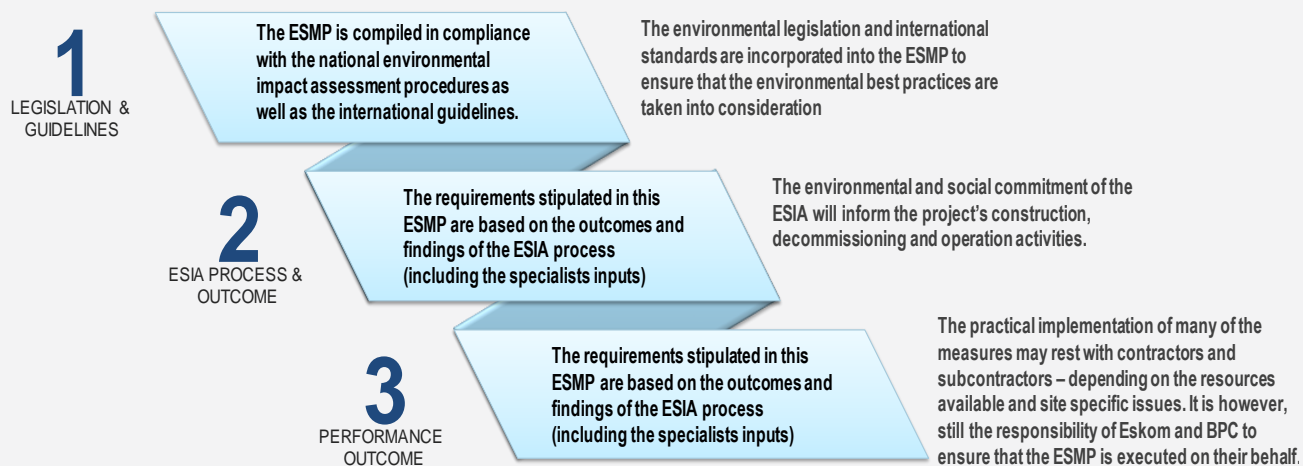 1
LEGISLATION &
GUIDELINES
The ESMP is compiled in compliance
with the national environmental
impact assessment procedures as
well as the international guidelines.
The environmental legislation and international
standards are incorporated into the ESMP to
ensure that the environmental best practices are
taken into consideration
2
ESIA PROCESS &
OUTCOME
The requirements stipulated in this
ESMP are based on the outcomes and
findings of the ESIA process
(including the specialists inputs)
The environmental and social commitment of the
ESIA will inform the project's construction,
decommissioning and operation activities.
3
PERFORMANCE
OUTCOME
The requirements stipulated in this
ESMP are based on the outcomes and
findings of the ESIA process
(including the specialists inputs)
The practical implementation of many of the
measures may rest with contractors and
subcontractors – depending on the resources
available and site specific issues. It is however,
still the responsibility of Eskom and BPC to
ensure that the ESMP is executed on their behalf.